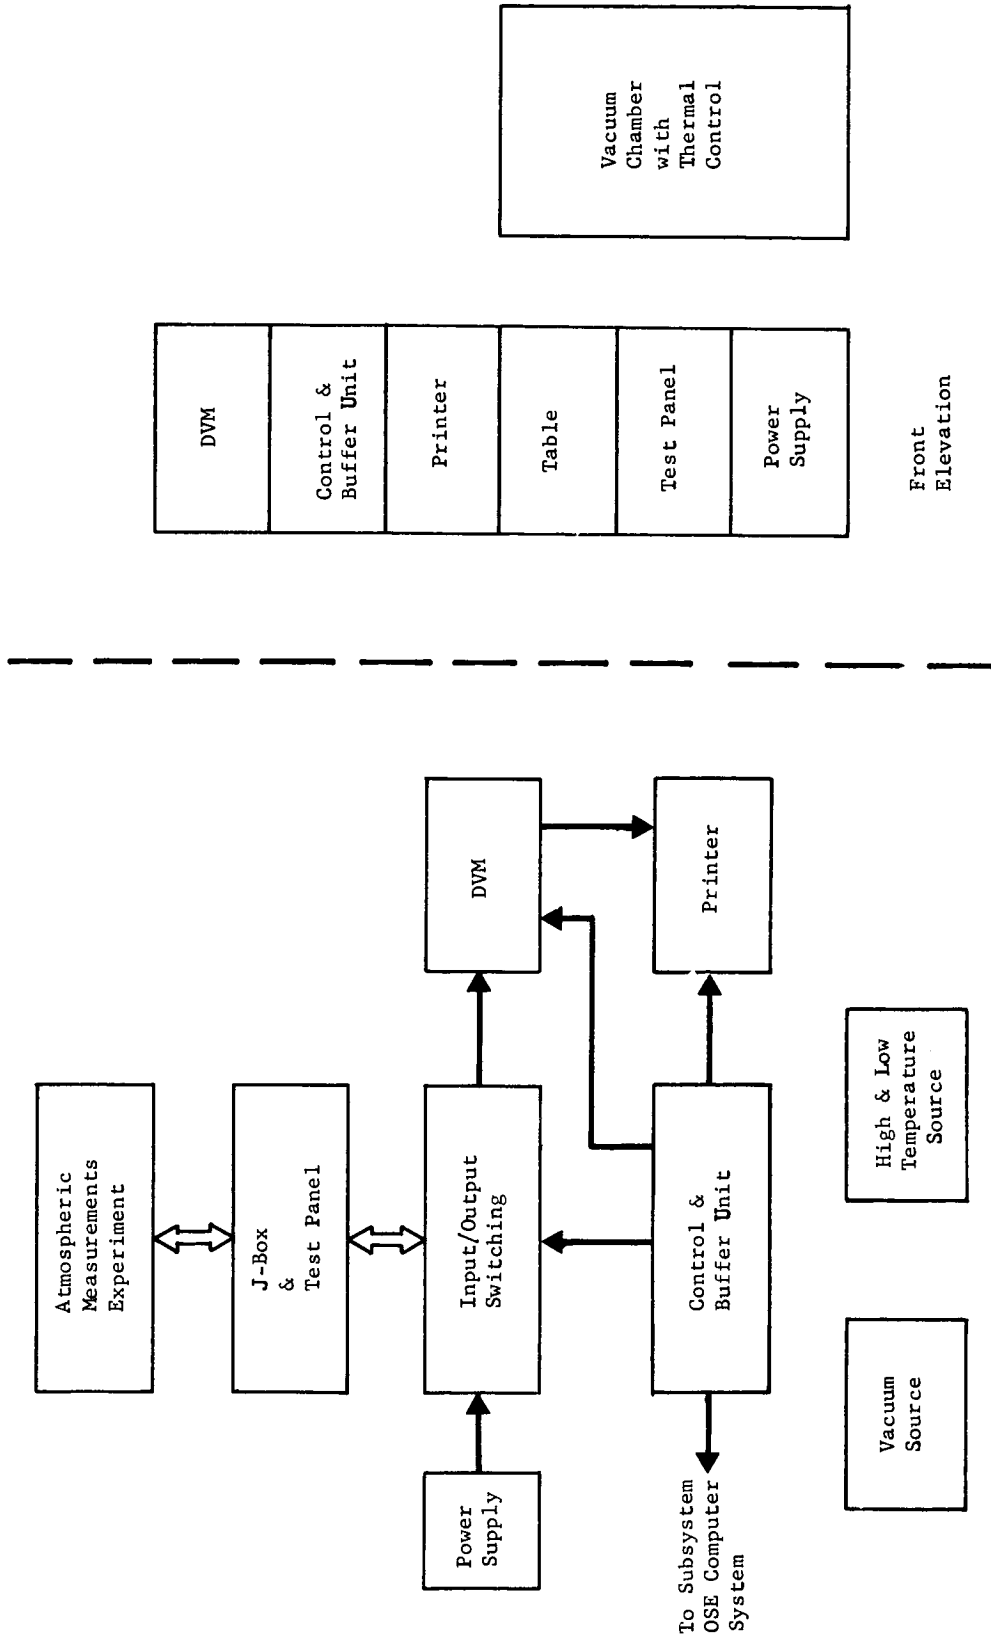 Atmospheric
Measurements
Experiment
J-Box
&
Test Panel
Power
Supply
Input/Output
Switching
DVM
To Subsystem
OSE Computer
System
Control &
Buffer Unit
Printer
Vacuum
Source
High & Low
Temperature
Source
DVM
Control &
Buffer Unit
Printer
Table
Test Panel
Power
Supply
Front
Elevation
Vacuum
Chamber
with
Thermal
Control